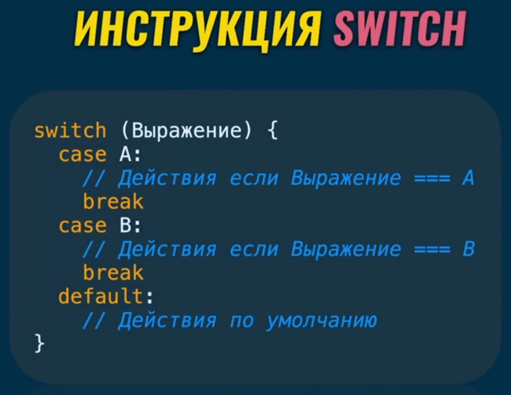 ИНСТРУКЦИЯ SWITCH
switch (Выражение) {
  case A:
    // Действия если Выражение === A
    break
  case B:
    // Действия если Выражение === B
    break
  default:
    // Действия по умолчанию
}